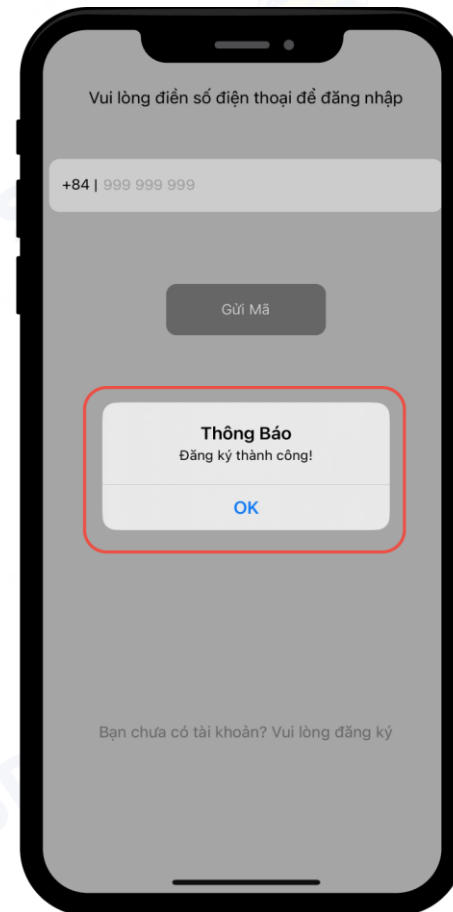 Vui lòng điền số điện thoại để đăng nhập
+84 | 999 999 999
Gửi Mã
Thông Báo
Đăng ký thành công!
OK
Bạn chưa có tài khoản? Vui lòng đăng ký